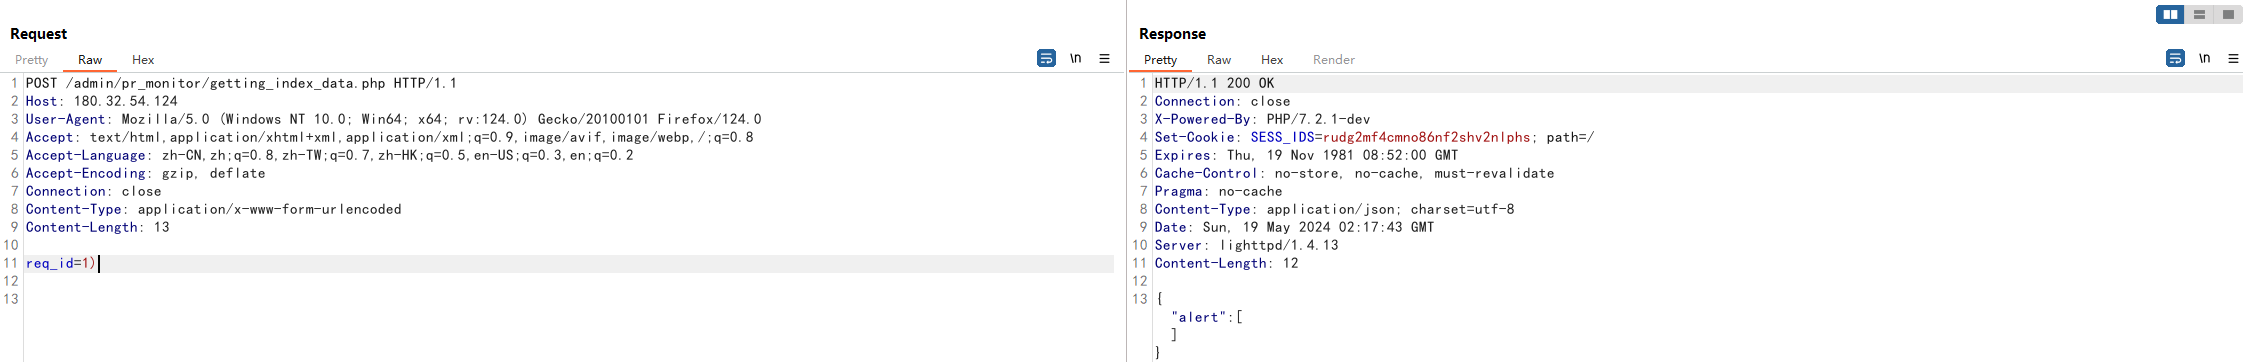 Request
Pretty Raw Hex
\n
1 POST /admin/pr_monitor/getting_index_data.php HTTP/1.1
2 Host: 180.32.54.124
3 User-Agent: Mozilla/5.0 (Windows NT 10.0; Win64; x64; rv:124.0) Gecko/20100101 Firefox/124.0
4 Accept: text/html,application/xhtml+xml,application/xml;q=0.9,image/avif,image/webp,/;q=0.8
5 Accept-Language: zh-CN,zh;q=0.8,zh-TW;q=0.7,zh-HK;q=0.5,en-US;q=0.3,en;q=0.2
6 Accept-Encoding: gzip, deflate
7 Connection: close
8 Content-Type: application/x-www-form-urlencoded
9 Content-Length: 13
10
11 req_id=1)
12
13
Response
Pretty Raw Hex Render
\n
1 HTTP/1.1 200 OK
2 Connection: close
3 X-Powered-By: PHP/7.2.1-dev
4 Set-Cookie: SESS_IDS=rudg2mf4cmno86nf2shv2nlphs; path=/
5 Expires: Thu, 19 Nov 1981 08:52:00 GMT
6 Cache-Control: no-store, no-cache, must-revalidate
7 Pragma: no-cache
8 Content-Type: application/json; charset=utf-8
9 Date: Sun, 19 May 2024 02:17:43 GMT
10 Server: lighttpd/1.4.13
11 Content-Length: 12
12
13 {
"alert":[
]
}